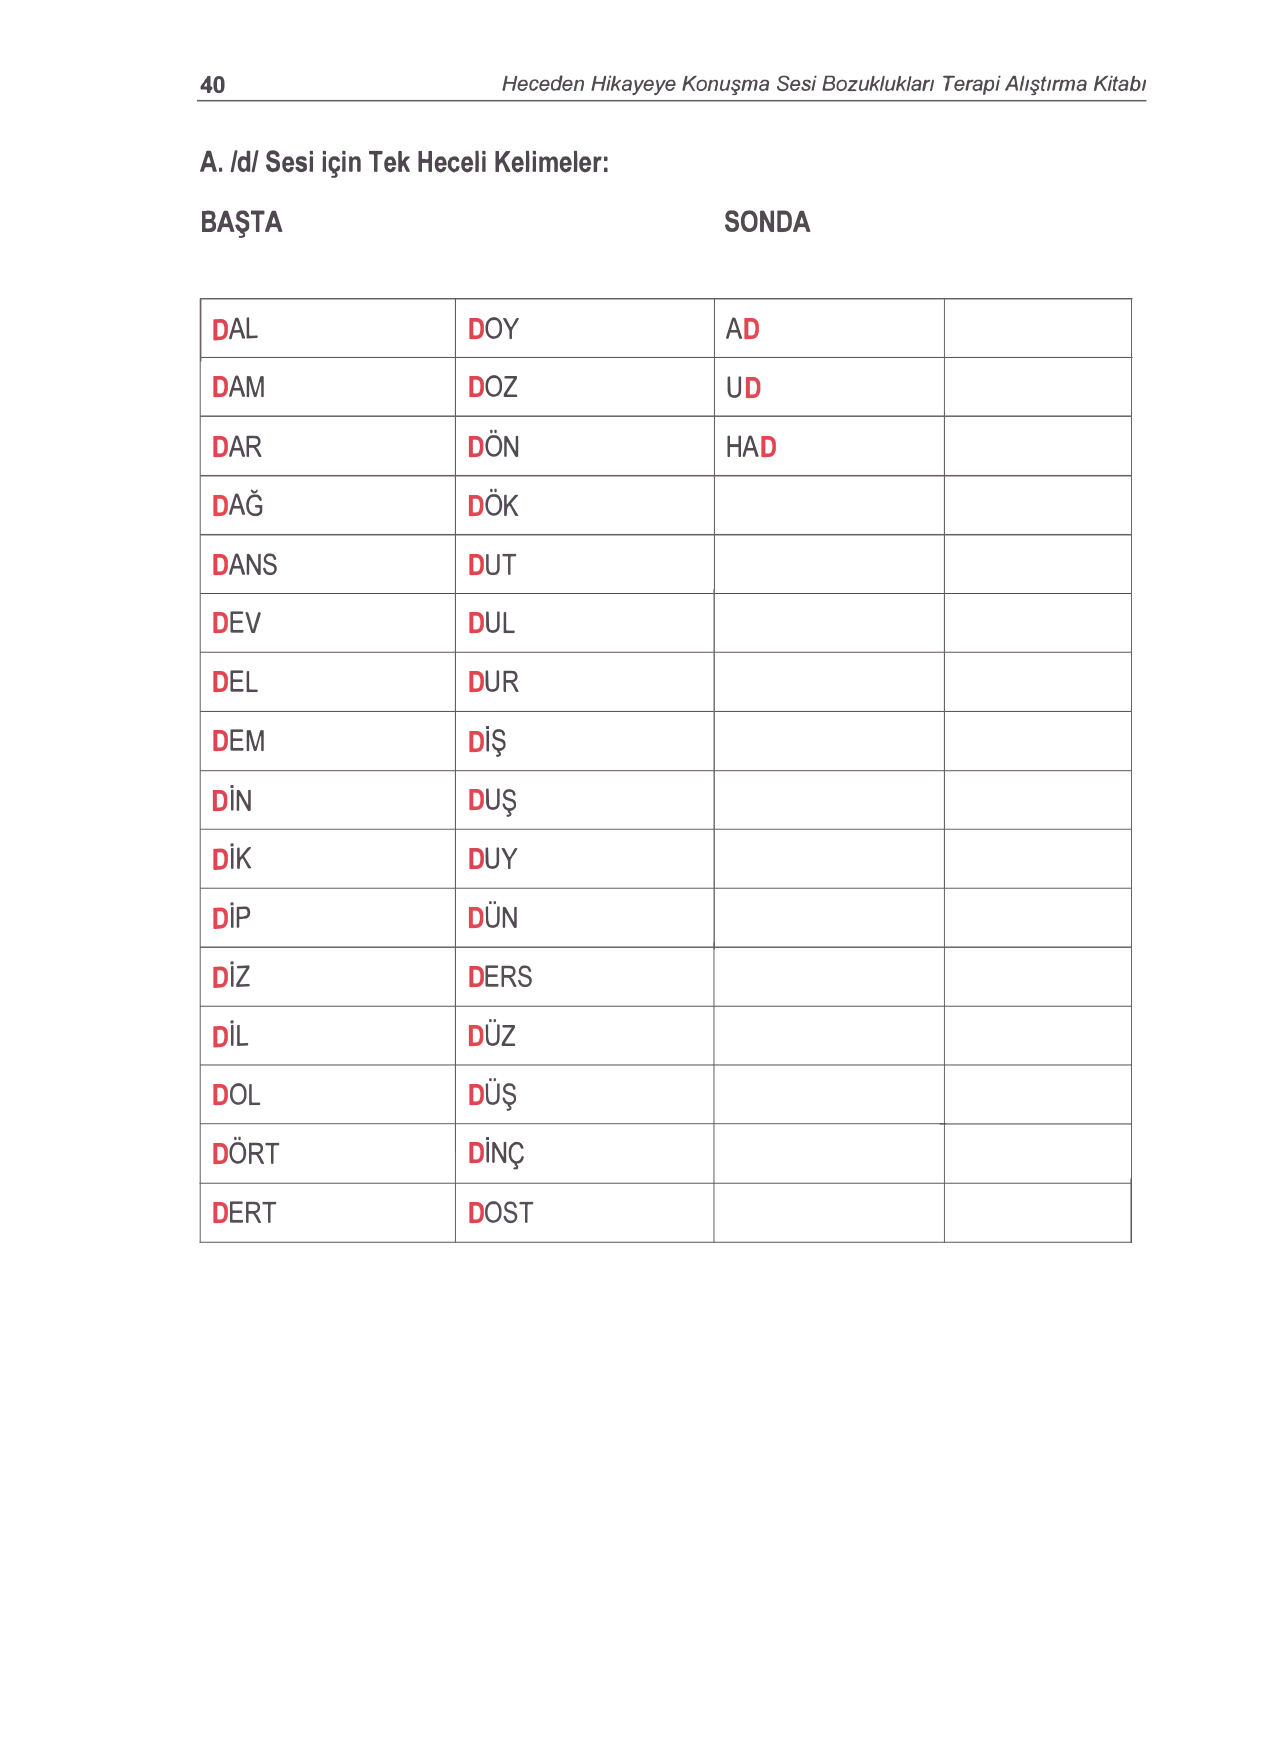 40 Heceden Hikayeye Konuşma Sesi Bozuklukları Terapi Alıştırma Kitabı
A. /d/ Sesi için Tek Heceli Kelimeler:
BAŞTA SONDA
DAL DOY AD
DAM DOZ UD
DAR DÖN HAD
DAĞ DÖK
DANS DUT
DEV DUL
DEL DUR
DEM DİŞ
DİN DUŞ
DİK DUY
DİP DÜN
DİZ DERS
DİL DÜZ
DOL DÜŞ
DÖRT DİNÇ
DERT DOST